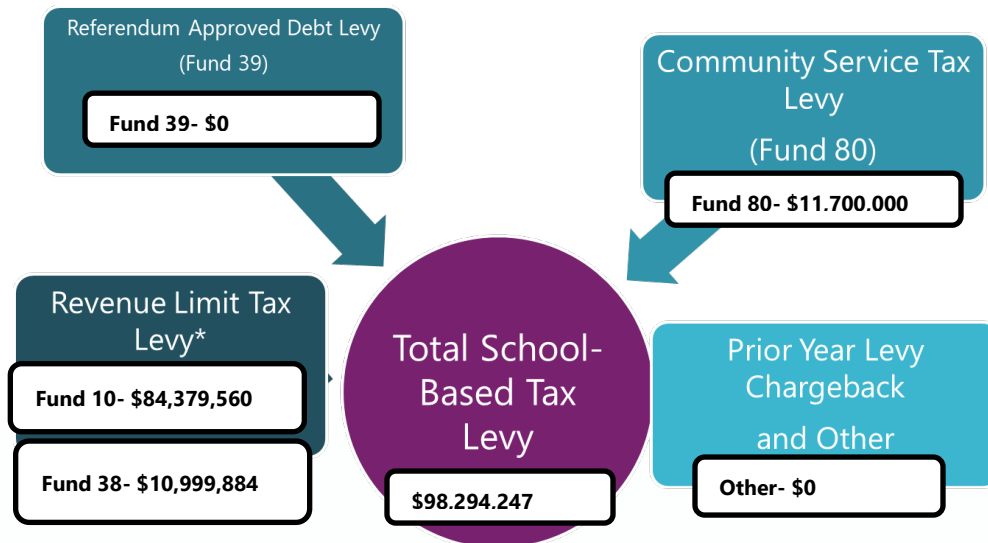 Referendum Approved Debt Levy
(Fund 39)
Fund 39- $0
Community Service Tax
Levy
(Fund 80)
Fund 80- $11.700.000
Revenue Limit Tax
Levy*
Fund 10- $84,379,560
Fund 38- $10,999,884
Total School-
Based Tax
Levy
$98.294.247
Prior Year Levy
Chargeback
and Other
Other- $0